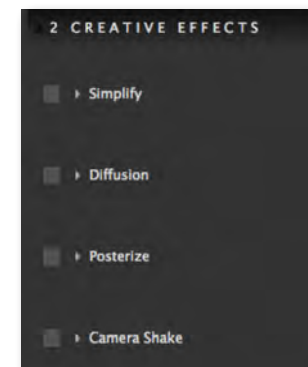 2 CREATIVE EFFECTS
Simplify
Diffusion
Posterize
Camera Shake